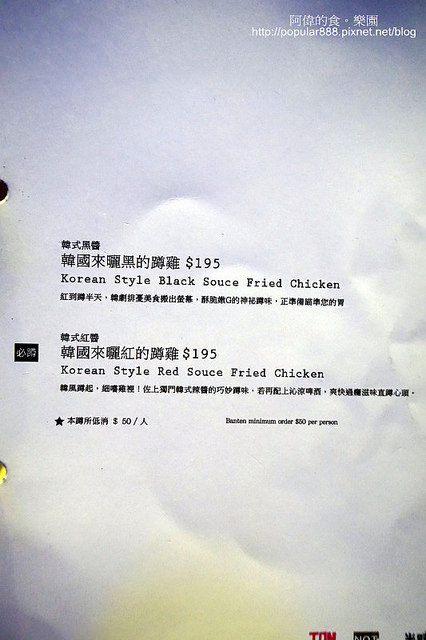 阿偉的食。樂園
http://popular888.pixnet.net/blog
韓式黑醬
韓國來曬黑的蹲雞 $195
Korean Style Black Souce Fried Chicken
紅到蹲半天,韓劇排憂美食搬出螢幕,酥脆嫩G的神祕蹲味,正準備瞄準您的胃
韓式紅醬
必蹲
韓國來曬紅的蹲雞 $195
Korean Style Red Souce Fried Chicken
韓風蹲起,細嚐雞裡!佐上獨門韓式辣醬的巧妙蹲味,若再配上沁涼啤酒,爽快過癮滋味直蹲心頭。
★ 本蹲所低消 $ 50 / 人
Banten minimum order $50 per person
NOT